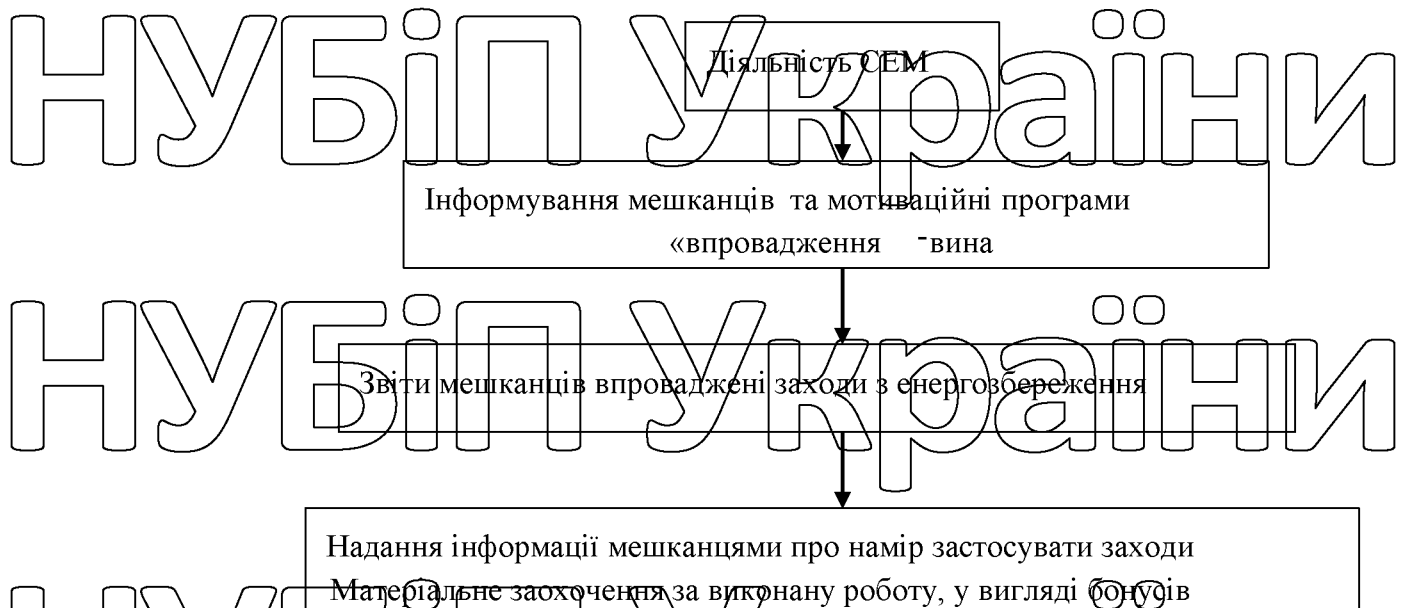 НУБіП України
Діяльність СЕМ
Інформування мешканців та мотиваційні програми
«впровадження -вина
НУБіП України
Звіти мешканців впроваджені заходи з енергозбереження
Надання інформації мешканцями про намір застосувати заходи
Матеріальне заохочення за виконану роботу, у вигляді бонусів